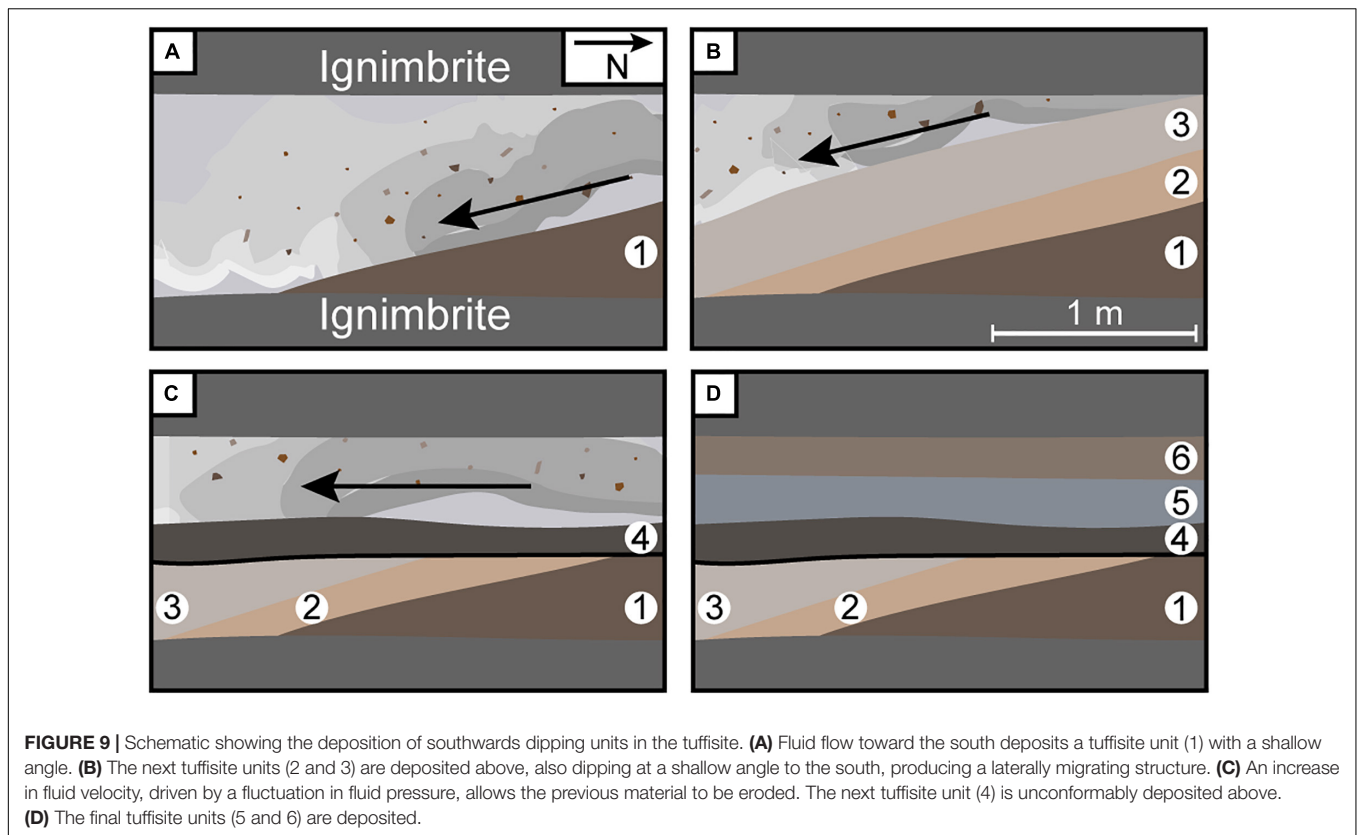 A
Ignimbrite
N
1
Ignimbrite
B
3
2
1
1 m
C
4
3
2
1
D
6
5
4
3
2
1
FIGURE 9 | Schematic showing the deposition of southwards dipping units in the tuffisite. (A) Fluid flow toward the south deposits a tuffisite unit (1) with a shallow
angle. (B) The next tuffisite units (2 and 3) are deposited above, also dipping at a shallow angle to the south, producing a laterally migrating structure. (C) An increase
in fluid velocity, driven by a fluctuation in fluid pressure, allows the previous material to be eroded. The next tuffisite unit (4) is unconformably deposited above.
(D) The final tuffisite units (5 and 6) are deposited.